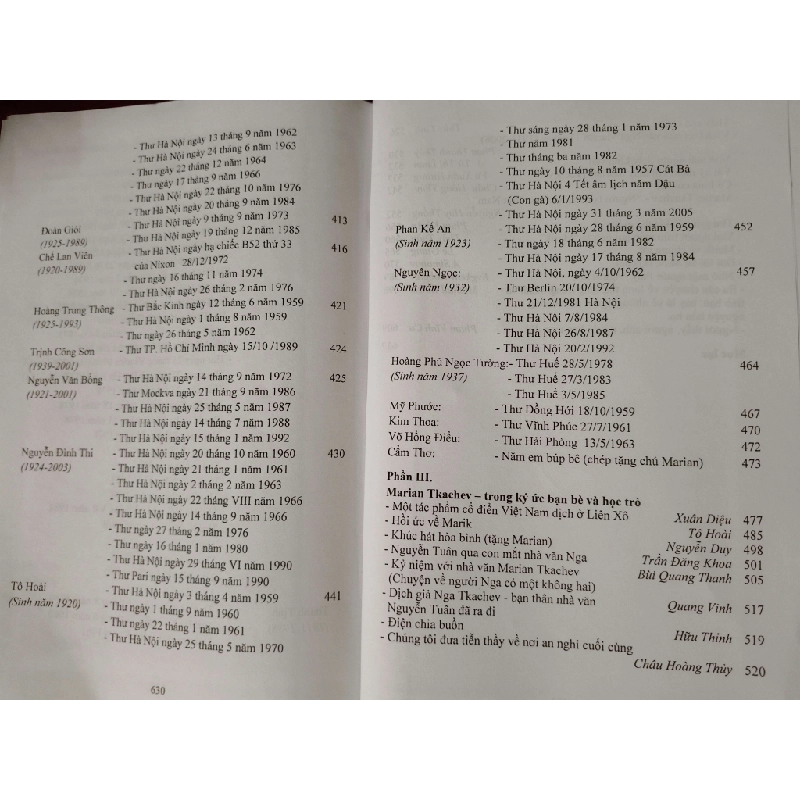 - Thư Hà Nội ngày 13 tháng 9 năm 1962
- Thư Hà Nội ngày 24 tháng 6 năm 1963
- Thư ngày 22 tháng 12 năm 1964
- Thư ngày 17 tháng 9 năm 1966
- Thư Hà Nội ngày 22 tháng 10 năm 1976
- Thư Hà Nội ngày 20 tháng 9 năm 1984
Đoàn Giỏi - Thư Hà Nội ngày 9 tháng 9 năm 1973 413
(1925-1989) - Thư Hà Nội ngày 19 tháng 12 năm 1985
Chế Lan Viên - Thư Hà Nội ngày hạ chiếc B52 thứ 33 416
(1920-1989) của Nixon 28/12/1972
- Thư ngày 16 tháng 11 năm 1974
- Thư Hà Nội ngày 26 tháng 2 năm 1976
Hoàng Trung Thông - Thư Bắc Kinh ngày 12 tháng 6 năm 1959 421
(1925-1993) - Thư Hà Nội ngày 1 tháng 8 năm 1959
- Thư ngày 26 tháng 5 năm 1962
Trịnh Công Sơn - Thư TP. Hồ Chí Minh ngày 15/10/1989 424
(1939-2001)
Nguyễn Văn Bổng - Thư Hà Nội ngày 14 tháng 9 năm 1972 425
(1921-2001) - Thư Mockva ngày 21 tháng 9 năm 1986
- Thư Hà Nội ngày 25 tháng 5 năm 1987
- Thư Hà Nội ngày 14 tháng 7 năm 1988
- Thư Hà Nội ngày 15 tháng 1 năm 1992
Nguyễn Đình Thi - Thư Hà Nội ngày 20 tháng 10 năm 1960 430
(1924-2003) - Thư Hà Nội ngày 21 tháng 1 năm 1961
- Thư Hà Nội ngày 2 tháng 2 năm 1963
- Thư Hà Nội ngày 22 tháng VIII năm 1966
- Thư Hà Nội ngày 14 tháng 9 năm 1966
- Thư ngày 27 tháng 2 năm 1976
- Thư ngày 16 tháng 1 năm 1980
- Thư Hà Nội ngày 29 tháng VI năm 1990
- Thư Pari ngày 15 tháng 9 năm 1990
Tô Hoài - Thư Hà Nội ngày 3 tháng 4 năm 1959 441
(Sinh năm 1920) - Thư ngày 1 tháng 9 năm 1960
- Thư ngày 22 tháng 1 năm 1961
- Thư Hà Nội ngày 25 tháng 5 năm 1970
630
- Thư sáng ngày 28 tháng 1 năm 1973
- Thư năm 1981
- Thư tháng ba năm 1982
- Thư ngày 10 tháng 8 năm 1957 Cát Bà
- Thư Hà Nội 4 Tết âm lịch năm Dậu
(Con gà) 6/1/1993
- Thư Hà Nội ngày 31 tháng 3 năm 2005
Phan Kế An - Thư Hà Nội ngày 28 tháng 6 năm 1959 452
(Sinh năm 1923) - Thư ngày 18 tháng 6 năm 1982
- Thư Hà Nội ngày 17 tháng 8 năm 1984
Nguyên Ngọc: - Thư Hà Nội, ngày 4/10/1962 457
(Sinh năm 1932) - Thư Berlin 20/10/1974
- Thư 21/12/1981 Hà Nội
- Thư Hà Nội 7/8/1984
- Thư Hà Nội 26/8/1987
- Thư Hà Nội 20/2/1992
Hoàng Phủ Ngọc Tường:- Thư Huế 28/5/1978 464
(Sinh năm 1937) - Thư Huế 27/3/1983
- Thư Huế 3/5/1985
Mỹ Phước: - Thư Đồng Hới 18/10/1959 467
Kim Thoa: - Thư Vĩnh Phúc 27/7/1961 470
Võ Hồng Điểu: - Thư Hải Phòng 13/5/1963 472
Cẩm Thơ: - Năm em búp bê (chép tặng chú Marian) 473
Phần III.
Marian Tkachev – trong ký ức bạn bè và học trò
- Một tác phẩm cổ điển Việt Nam dịch ở Liên Xô Xuân Diệu 477
- Hồi ức về Marik Tô Hoài 485
- Khúc hát hòa bình (tặng Marian) Nguyễn Duy 498
- Nguyễn Tuân qua con mắt nhà văn Nga Trần Đăng Khoa 501
- Kỷ niệm với nhà văn Marian Tkachev Bùi Quang Thanh 505
(Chuyện về người Nga có một không hai)
- Dịch giả Nga Tkachev - bạn thân nhà văn
Nguyễn Tuân đã ra đi Quang Vinh 517
- Điện chia buồn Hữu Thỉnh 519
- Chúng tôi đưa tiễn thầy về nơi an nghỉ cuối cùng
Châu Hoàng Thủy 520